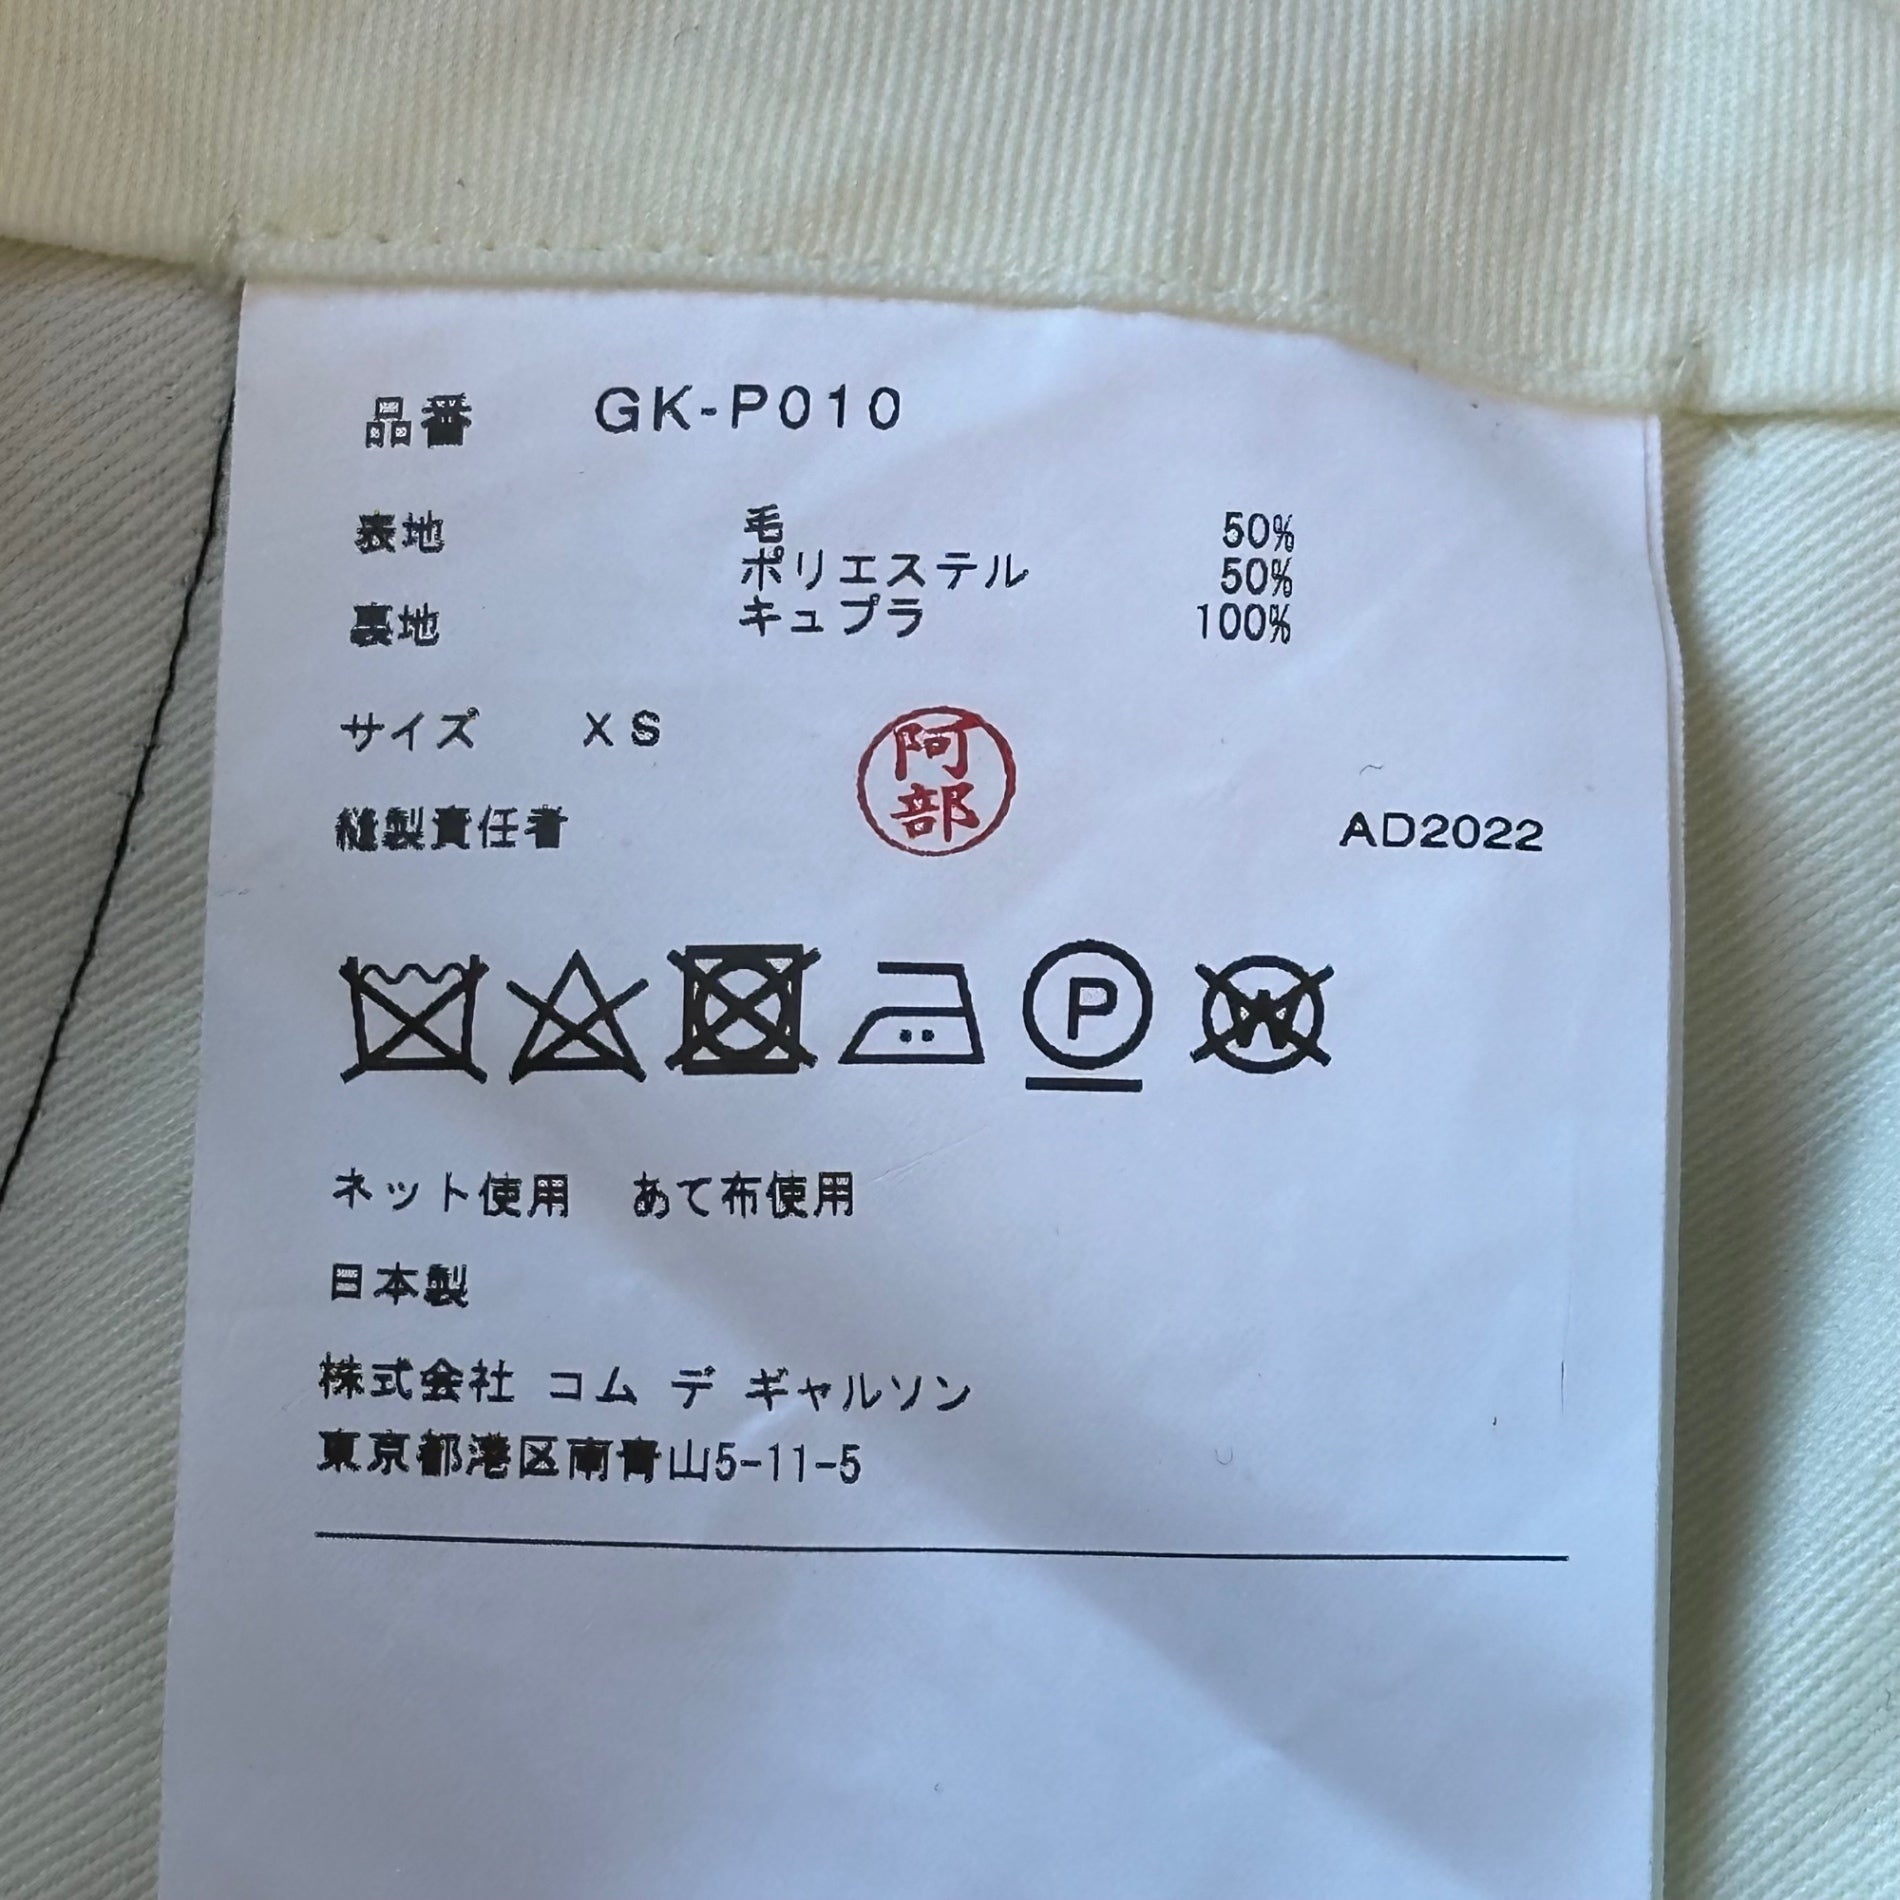 品番 GK-P010
表地 毛 50%
ポリエステル 50%
裏地 キュプラ 100%
サイズ XS
阿部
縫製責任者 AD2022
P W
ネット使用 あて布使用
日本製
株式会社 コム デ ギャルソン
東京都港区南青山5-11-5